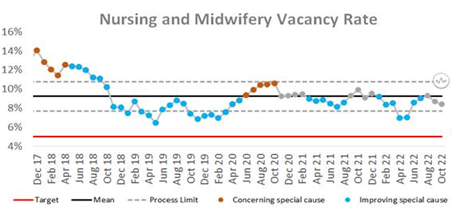 Nursing and Midwifery Vacancy Rate
16%
14%
12%
10%
8%
6%
4%
Dec 17
Feb 18
Apr 18
Jun 18
Aug 18
Oct 18
Dec 18
Feb 19
Apr 19
Jun 19
Aug 19
Oct 19
Dec 19
Feb 20
Apr 20
Jun 20
Aug 20
Oct 20
Dec 20
Feb 21
Apr 21
Jun 21
Aug 21
Oct 21
Dec 21
Feb 22
Apr 22
Jun 22
Aug 22
Oct 22
Target Mean Process Limit Concerning special cause Improving special cause